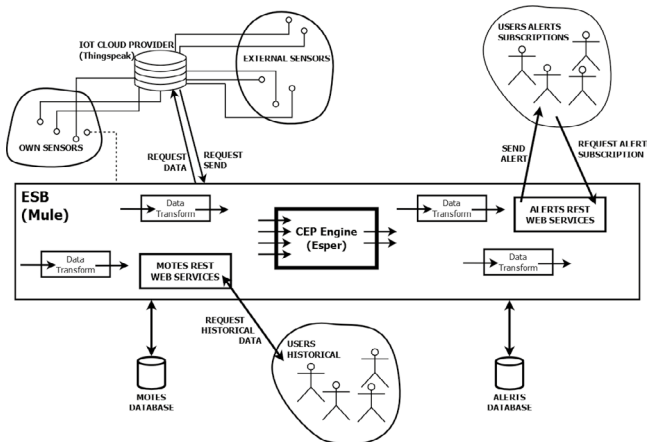 IOT CLOUD PROVIDER
(Thingspeak)
EXTERNAL SENSORS
USERS ALERTS
SUBSCRIPTIONS
OWN SENSORS
REQUEST
DATA
REQUEST
SEND
SEND
ALERT
REQUEST ALERT
SUBSCRIPTION
ESB
(Mule)
Data
Transform
CEP Engine
(Esper)
Data
Transform
ALERTS REST
WEB SERVICES
Data
Transform
MOTES REST
WEB SERVICES
Data
Transform
REQUEST
HISTORICAL
DATA
USERS
HISTORICAL
MOTES
DATABASE
ALERTS
DATABASE